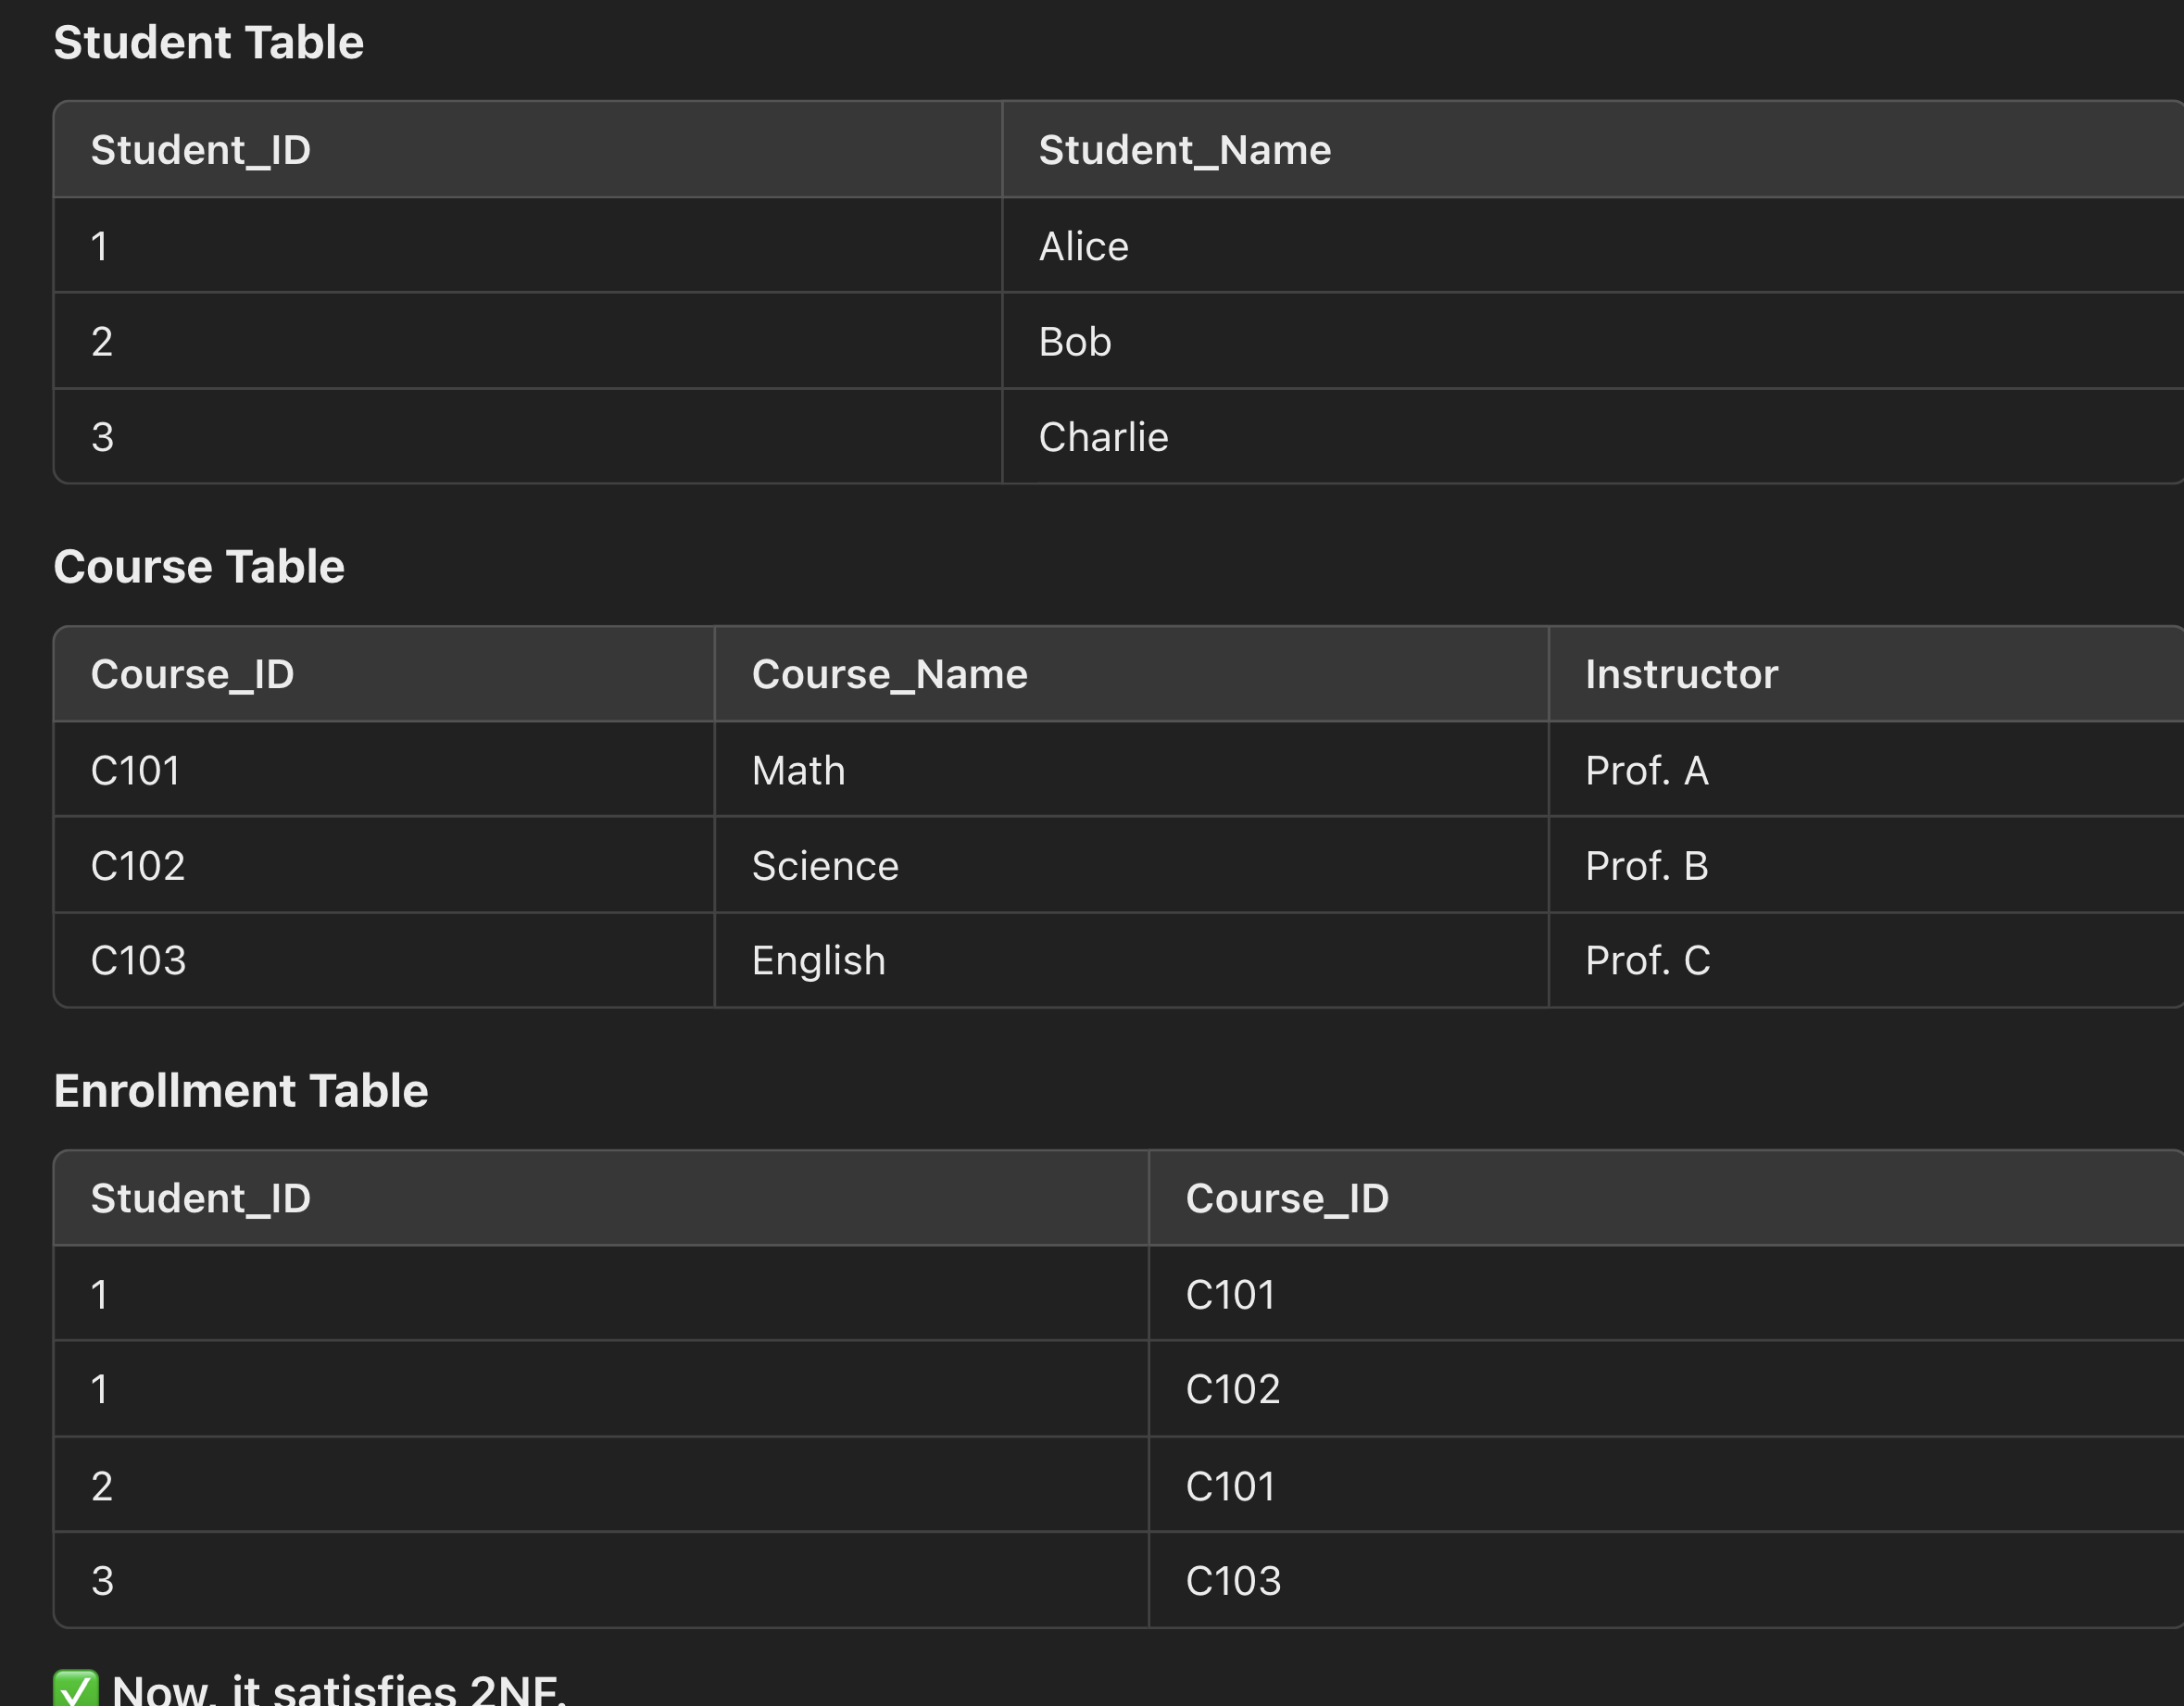 Student Table
Student_ID Student_Name
1 Alice
2 Bob
3 Charlie
Course Table
Course_ID Course_Name Instructor
C101 Math Prof. A
C102 Science Prof. B
C103 English Prof. C
Enrollment Table
Student_ID Course_ID
1 C101
1 C102
2 C101
3 C103
✅ Now, it satisfies 2NF.